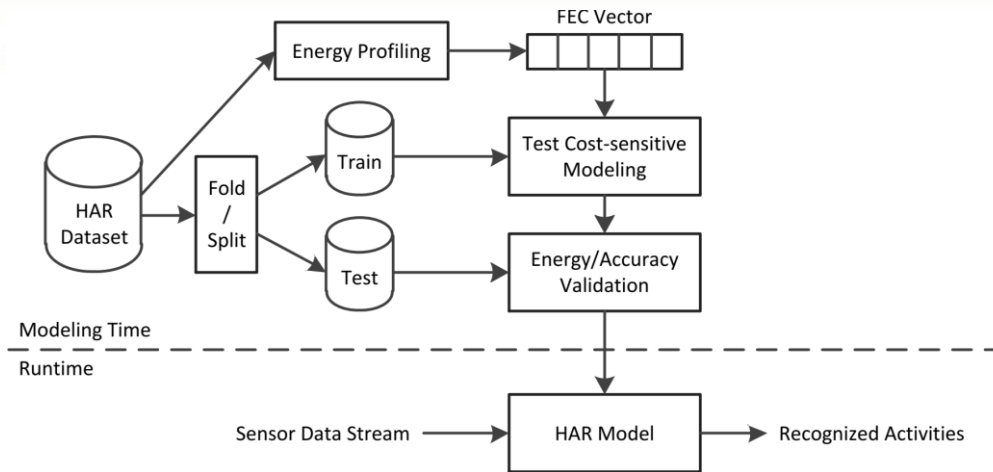 FEC Vector
Energy Profiling
HAR
Dataset
Fold
/
Split
Train
Test
Test Cost-sensitive
Modeling
Energy/Accuracy
Validation
Modeling Time
Runtime
Sensor Data Stream
HAR Model
Recognized Activities